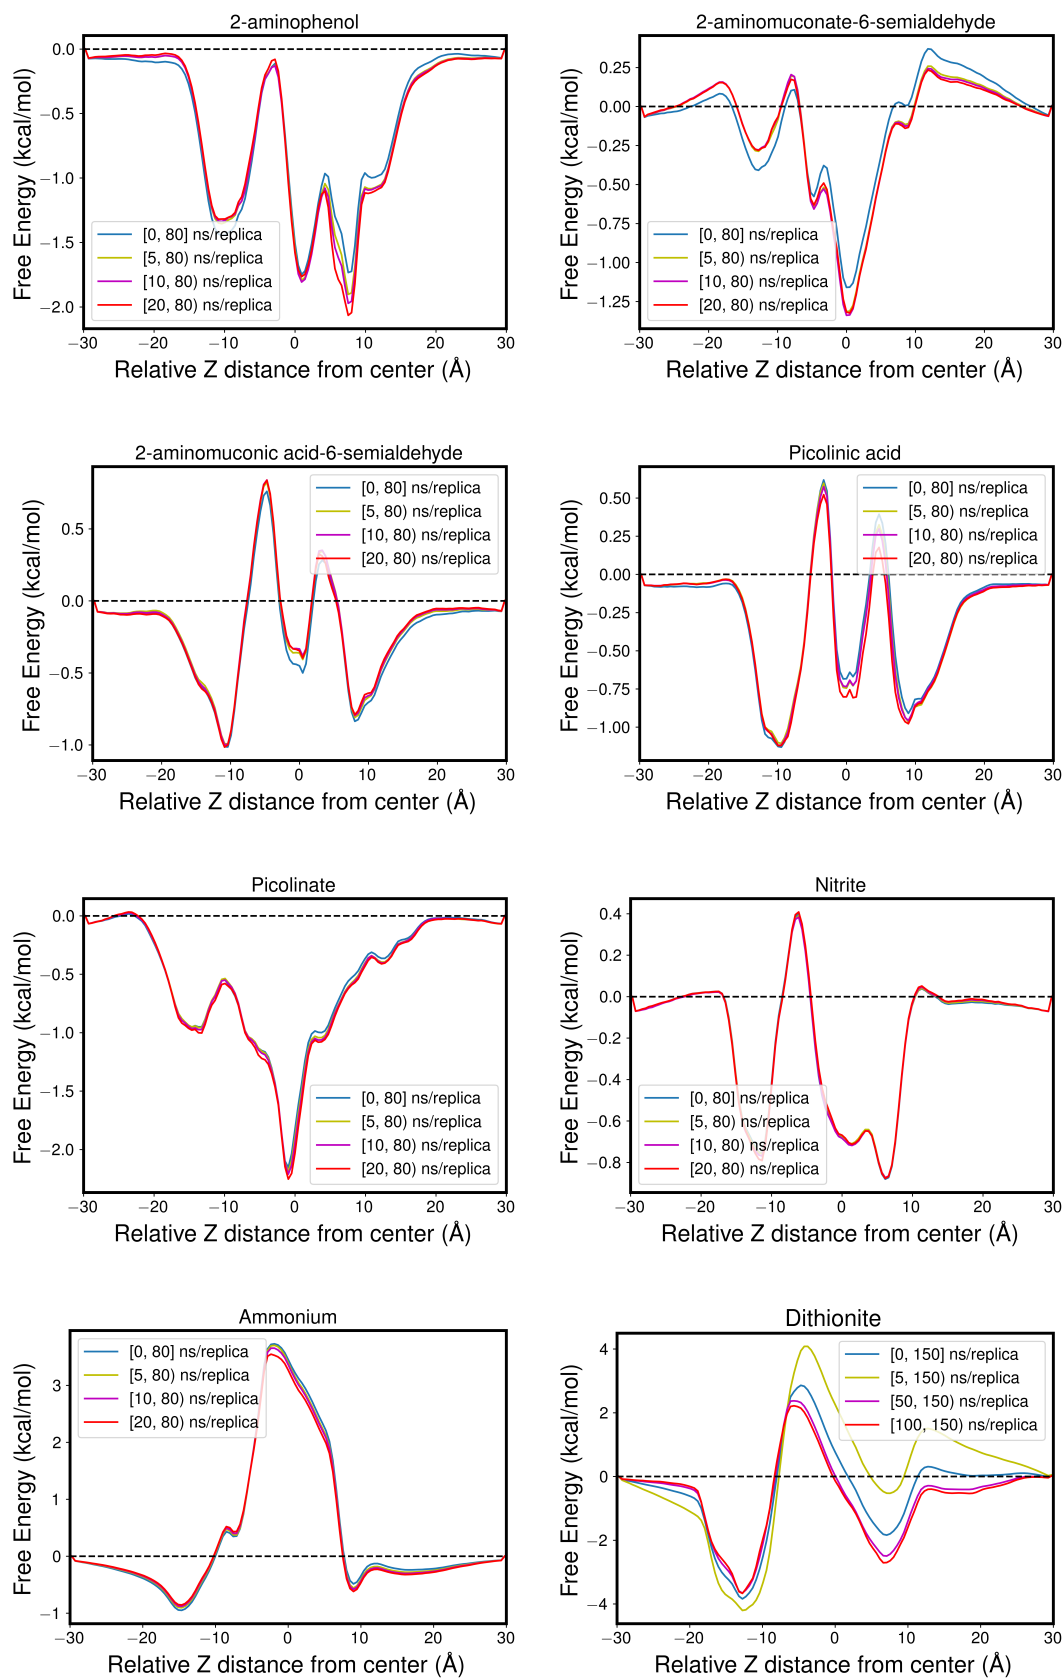 2-aminophenol
Free Energy (kcal/mol)
0.0
−0.5
−1.0
−1.5
−2.0
[0, 80] ns/replica
[5, 80) ns/replica
[10, 80) ns/replica
[20, 80) ns/replica
−30 −20 −10 0 10 20 30
Relative Z distance from center (Å)
2-aminomuconate-6-semialdehyde
Free Energy (kcal/mol)
0.25
0.00
−0.25
−0.50
−0.75
−1.00
−1.25
[0, 80] ns/replica
[5, 80) ns/replica
[10, 80) ns/replica
[20, 80) ns/replica
−30 −20 −10 0 10 20 30
Relative Z distance from center (Å)
2-aminomuconic acid-6-semialdehyde
Free Energy (kcal/mol)
0.5
0.0
−0.5
−1.0
[0, 80] ns/replica
[5, 80) ns/replica
[10, 80) ns/replica
[20, 80) ns/replica
−30 −20 −10 0 10 20 30
Relative Z distance from center (Å)
Picolinic acid
Free Energy (kcal/mol)
0.50
0.25
0.00
−0.25
−0.50
−0.75
−1.00
[0, 80] ns/replica
[5, 80) ns/replica
[10, 80) ns/replica
[20, 80) ns/replica
−30 −20 −10 0 10 20 30
Relative Z distance from center (Å)
Picolinate
Free Energy (kcal/mol)
0.0
−0.5
−1.0
−1.5
−2.0
[0, 80] ns/replica
[5, 80) ns/replica
[10, 80) ns/replica
[20, 80) ns/replica
−30 −20 −10 0 10 20 30
Relative Z distance from center (Å)
Nitrite
Free Energy (kcal/mol)
0.4
0.2
0.0
−0.2
−0.4
−0.6
−0.8
[0, 80] ns/replica
[5, 80) ns/replica
[10, 80) ns/replica
[20, 80) ns/replica
−30 −20 −10 0 10 20 30
Relative Z distance from center (Å)
Ammonium
Free Energy (kcal/mol)
3
2
1
0
−1
[0, 80] ns/replica
[5, 80) ns/replica
[10, 80) ns/replica
[20, 80) ns/replica
−30 −20 −10 0 10 20 30
Relative Z distance from center (Å)
Dithionite
Free Energy (kcal/mol)
4
2
0
−2
−4
[0, 150] ns/replica
[5, 150) ns/replica
[50, 150) ns/replica
[100, 150) ns/replica
−30 −20 −10 0 10 20 30
Relative Z distance from center (Å)